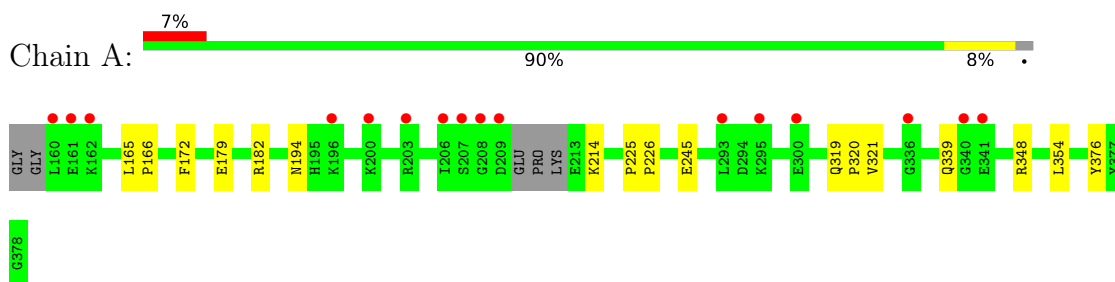 7%
Chain A:
90% 8% •
GLY GLY L160 E161 K162 L165 P166 F172 E179 R182 N194 H195 K196 K200 R203 I206 S207 G208 D209 GLU PRO LYS E213 K214 P225 P226 E245 L293 D294 K295 E300 Q319 P320 V321 G336 Q339 G340 E341 R348 L354 Y376 Y377
G378